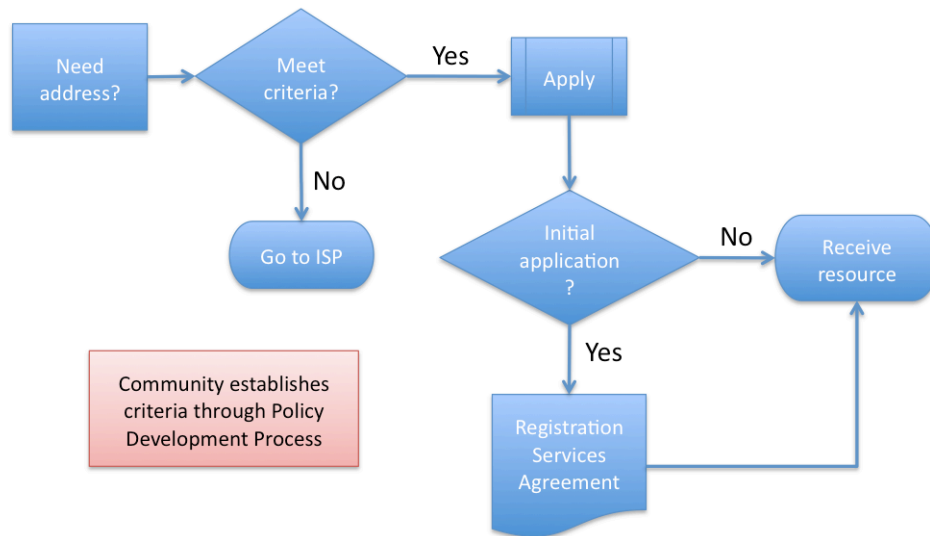 Need
address?
Meet
criteria?
Yes
Apply
No
Go to ISP
Initial
application
?
No
Receive
resource
Yes
Community establishes
criteria through Policy
Development Process
Registration
Services
Agreement